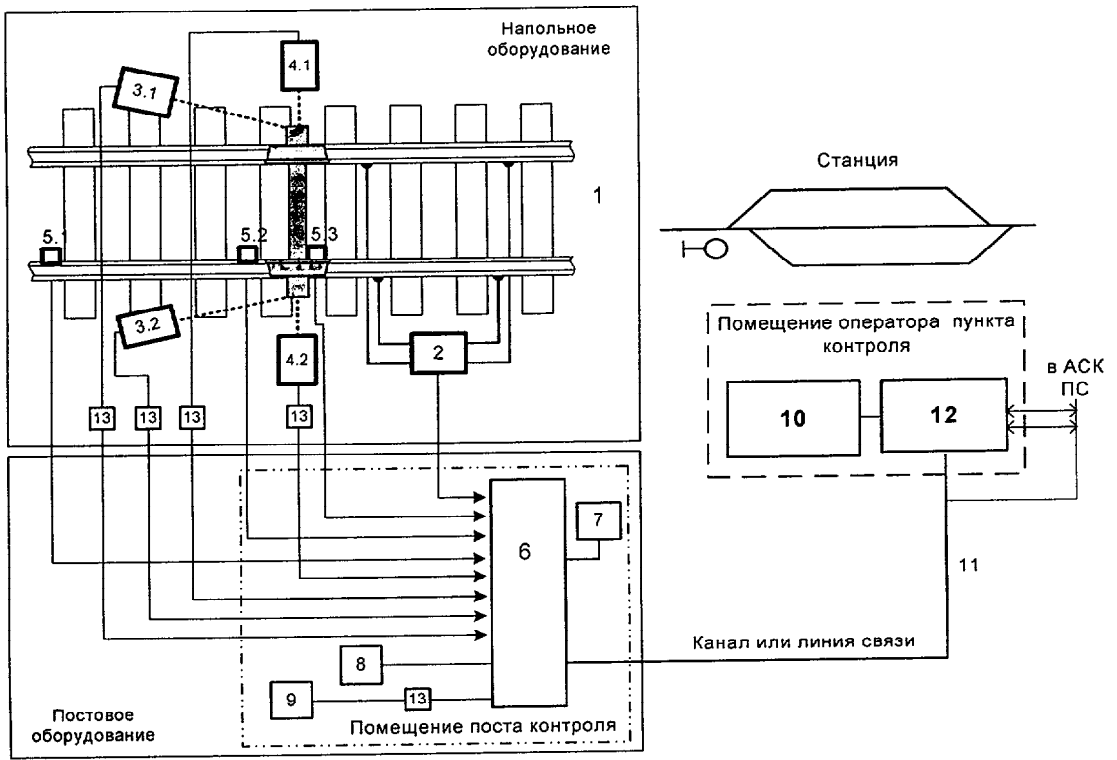 Напольное
оборудование
4.1
3.1
1
Станция
5.1
5.2
5.3
3.2
4.2
2
13
13
13
13
Помещение оператора пункта
контроля
в АСК
ПС
10
12
6
7
11
Канал или линия связи
8
9
13
Постовое
оборудование
Помещение поста контроля